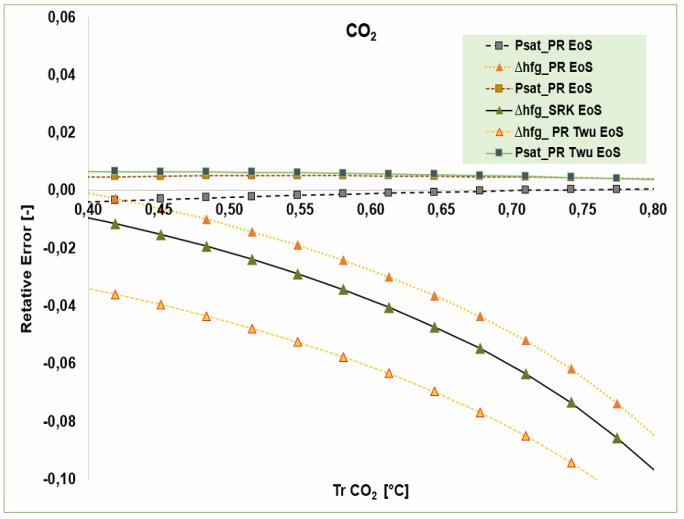 0,06
CO2
Psat_PR EoS
0,04
Δhfg_PR EoS
Psat_PR EoS
Δhfg_SRK EoS
0,02
Δhfg_ PR Twu EoS
Psat_PR Twu EoS
0,00
0,40 0,45 0,50 0,55 0,60 0,65 0,70 0,75 0,80
-0,02
Retative Error [-]
-0,04
-0,06
-0,08
-0,10
Tr CO2 [°C]